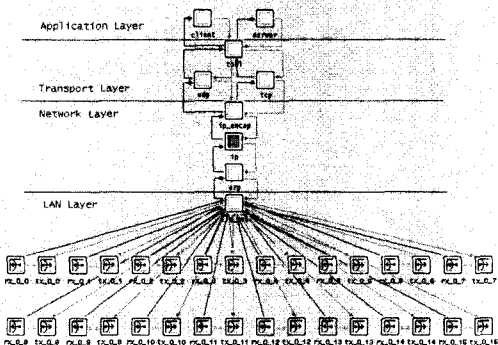 Application Layer
client server
tpal
Transport Layer
udp tcp
Network Layer
ip_encap
ip
arp
LAN Layer
rx_0_0 tx_0_0 rx_0_1 tx_0_1 rx_0_2 tx_0_2 rx_0_3 tx_0_3 rx_0_4 tx_0_4 rx_0_5 tx_0_5 rx_0_6 tx_0_6 rx_0_7 tx_0_7
rx_0_8 tx_0_8 rx_0_9 tx_0_9 rx_0_10 tx_0_10 rx_0_11 tx_0_11 rx_0_12 tx_0_12 rx_0_13 tx_0_13 rx_0_14 tx_0_14 rx_0_15 tx_0_15